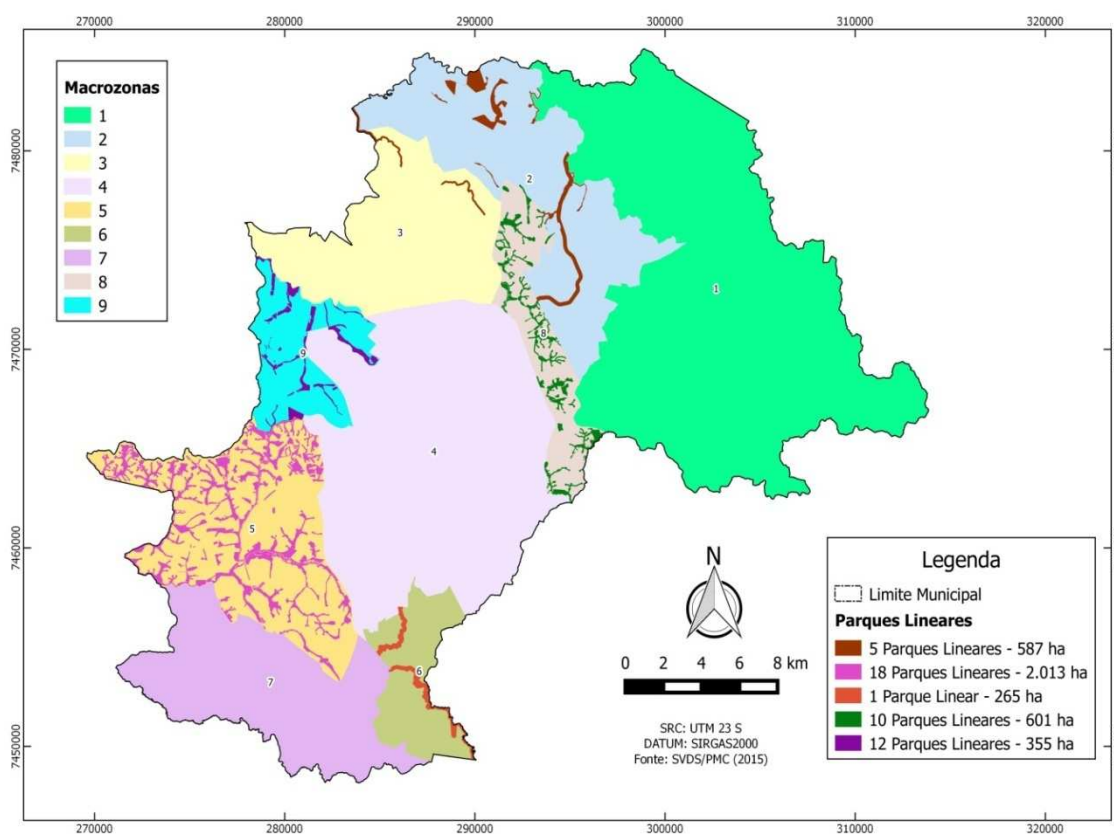 270000 280000 290000 300000 310000 320000
7480000
7470000
7460000
7450000
Macrozonas
1
2
3
4
5
6
7
8
9
2
3
1
8
9
4
5
6
7
N
0 2 4 6 8 km
SRC: UTM 23 S
DATUM: SIRGAS2000
Fonte: SVDS/PMC (2015)
Legenda
Limite Municipal
Parques Lineares
5 Parques Lineares - 587 ha
18 Parques Lineares - 2.013 ha
1 Parque Linear - 265 ha
10 Parques Lineares - 601 ha
12 Parques Lineares - 355 ha
7480000
7470000
7460000
7450000
270000 280000 290000 300000 310000 320000